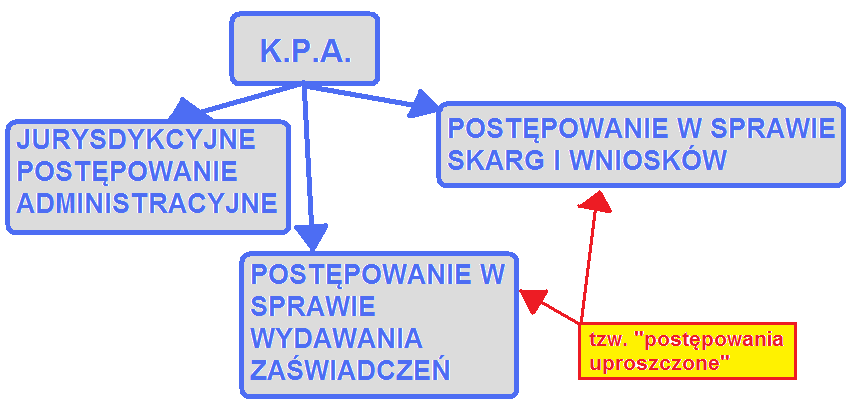 K.P.A.
JURYSDYKCYJNE
POSTĘPOWANIE
ADMINISTRACYJNE
POSTĘPOWANIE W SPRAWIE
SKARG I WNIOSKÓW
POSTĘPOWANIE W
SPRAWIE
WYDAWANIA
ZAŚWIADCZEŃ
tzw. "postępowania
uproszczone"